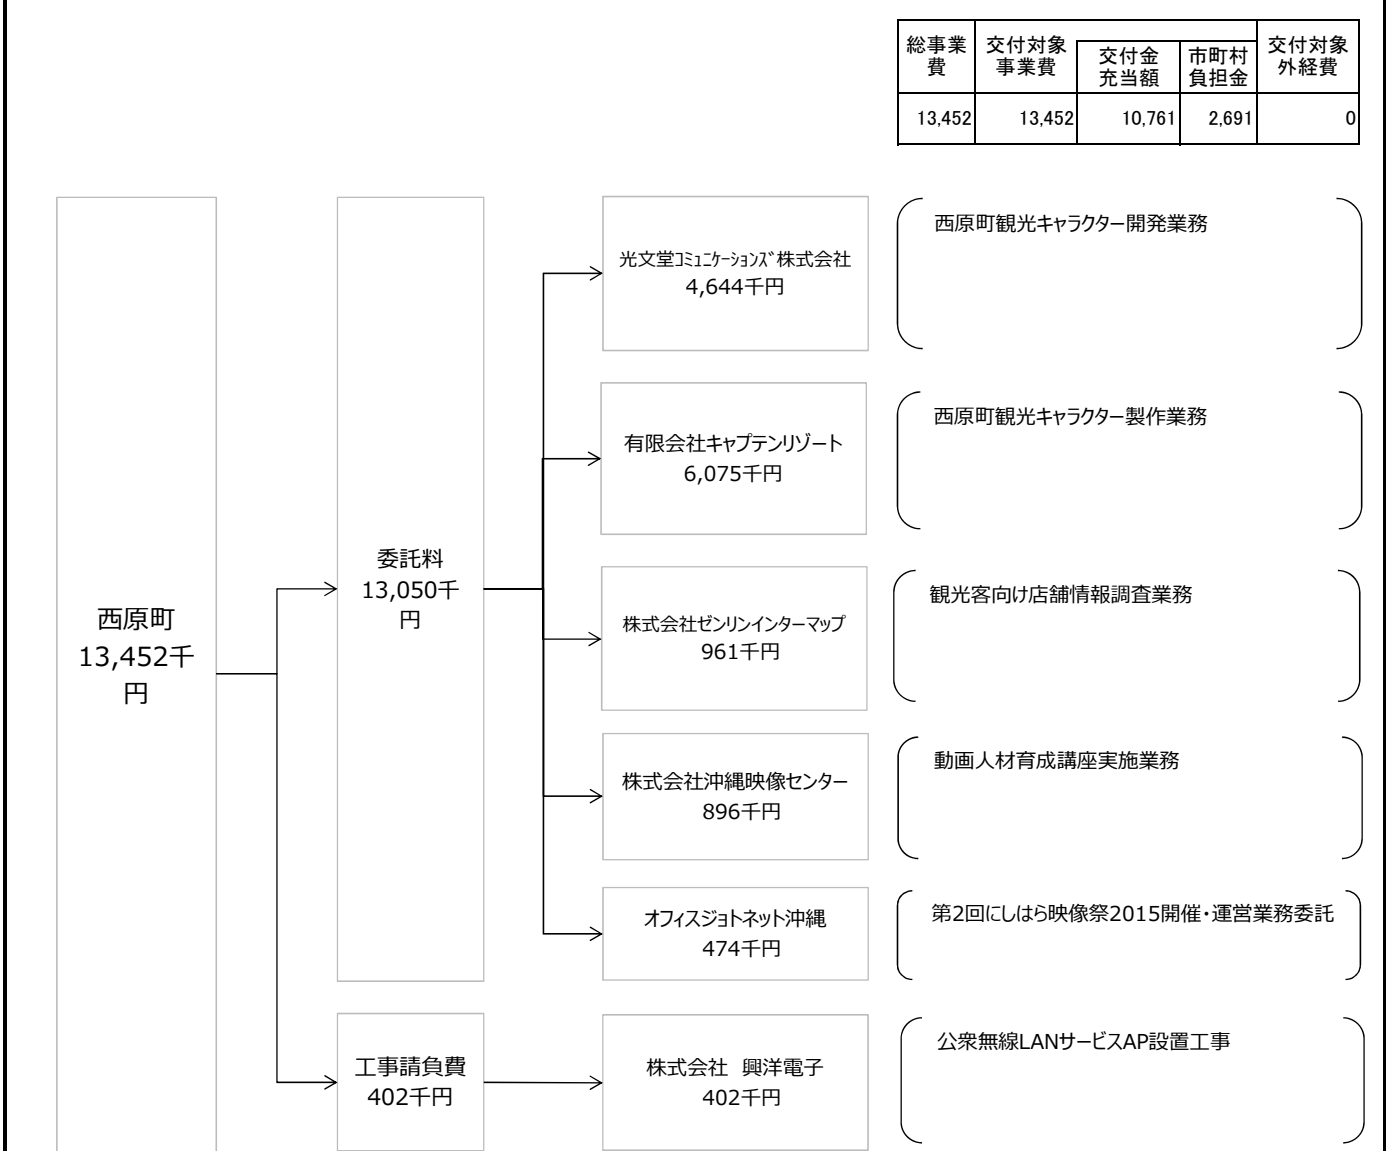 総事業
費
交付対象
事業費
交付金
充当額
市町村
負担金
交付対象
外経費
13,452
13,452
10,761
2,691
0
西原町
13,452千
円
委託料
13,050千
円
光文堂ｺﾐｭﾆｹｰｼｮﾝｽﾞ株式会社
4,644千円
西原町観光キャラクター開発業務
有限会社キャプテンリゾート
6,075千円
西原町観光キャラクター製作業務
株式会社ゼンリンインターマップ
961千円
観光客向け店舗情報調査業務
株式会社沖縄映像センター
896千円
動画人材育成講座実施業務
オフィスジョトネット沖縄
474千円
第2回にしはら映像祭2015開催・運営業務委託
工事請負費
402千円
株式会社　興洋電子
402千円
公衆無線LANサービスAP設置工事